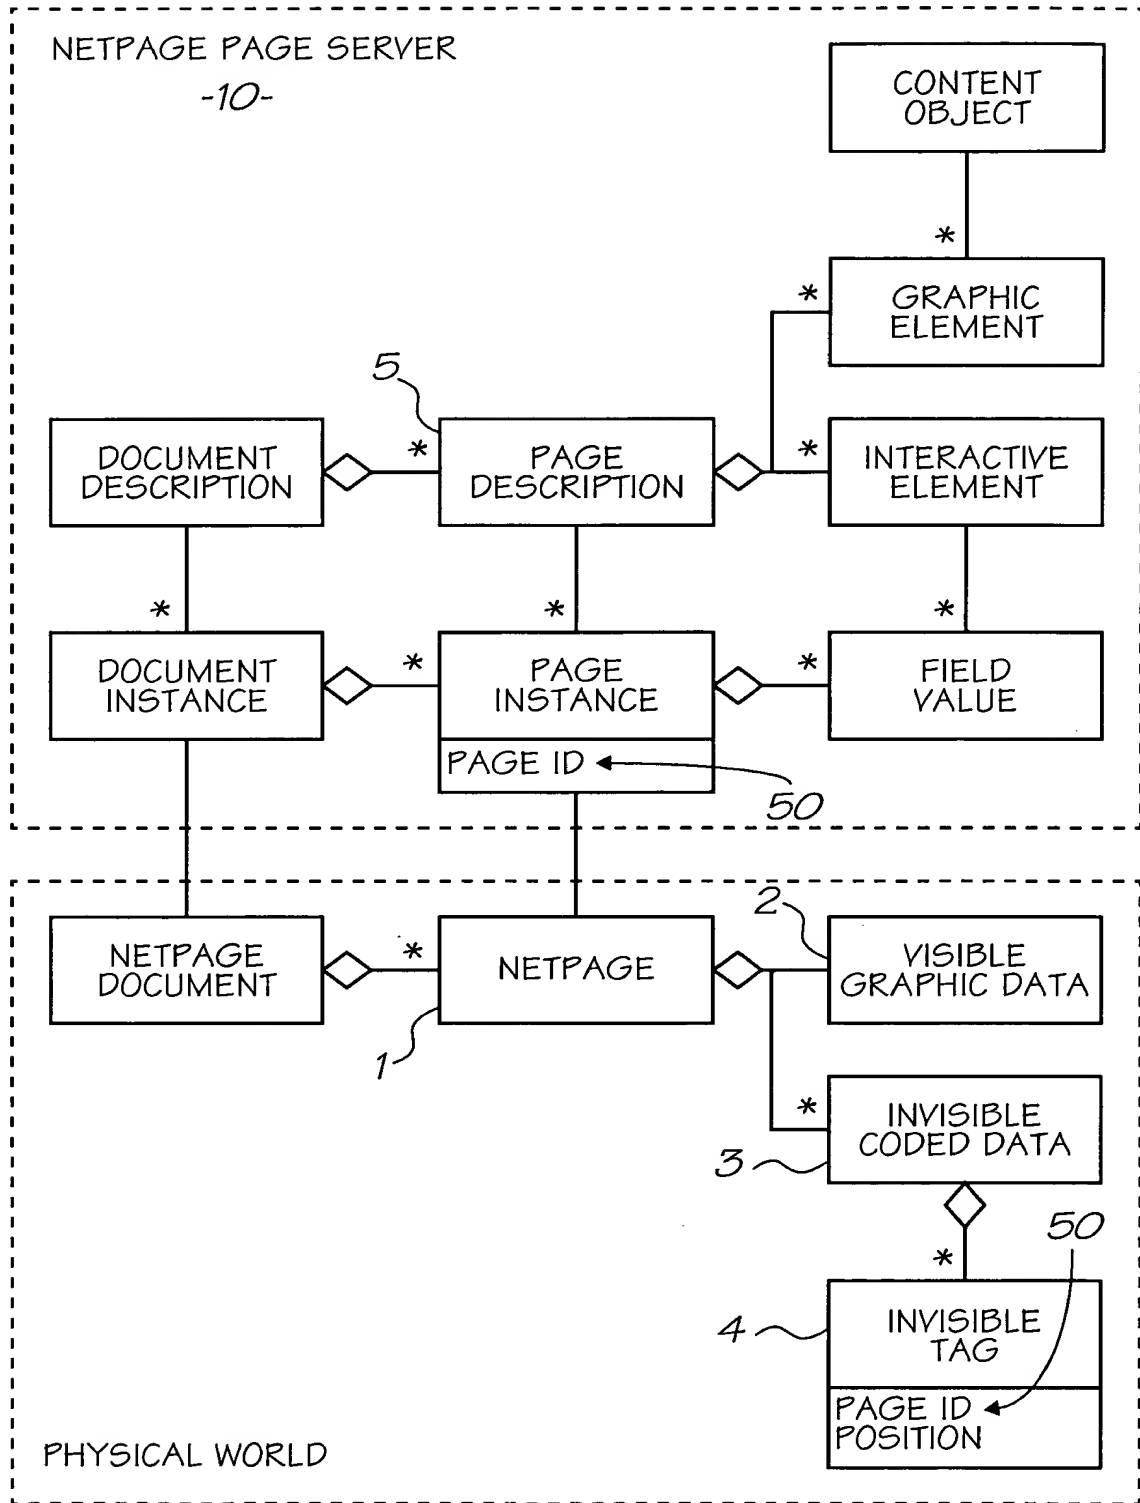 NETPAGE PAGE SERVER
-10-
CONTENT
OBJECT
*
*
GRAPHIC
ELEMENT
5
DOCUMENT
DESCRIPTION
*
PAGE
DESCRIPTION
*
INTERACTIVE
ELEMENT
*
*
*
DOCUMENT
INSTANCE
*
PAGE
INSTANCE
*
FIELD
VALUE
PAGE ID
50
NETPAGE
DOCUMENT
*
NETPAGE
2
VISIBLE
GRAPHIC DATA
1
*
INVISIBLE
CODED DATA
3
*
50
4
INVISIBLE
TAG
PAGE ID
POSITION
PHYSICAL WORLD